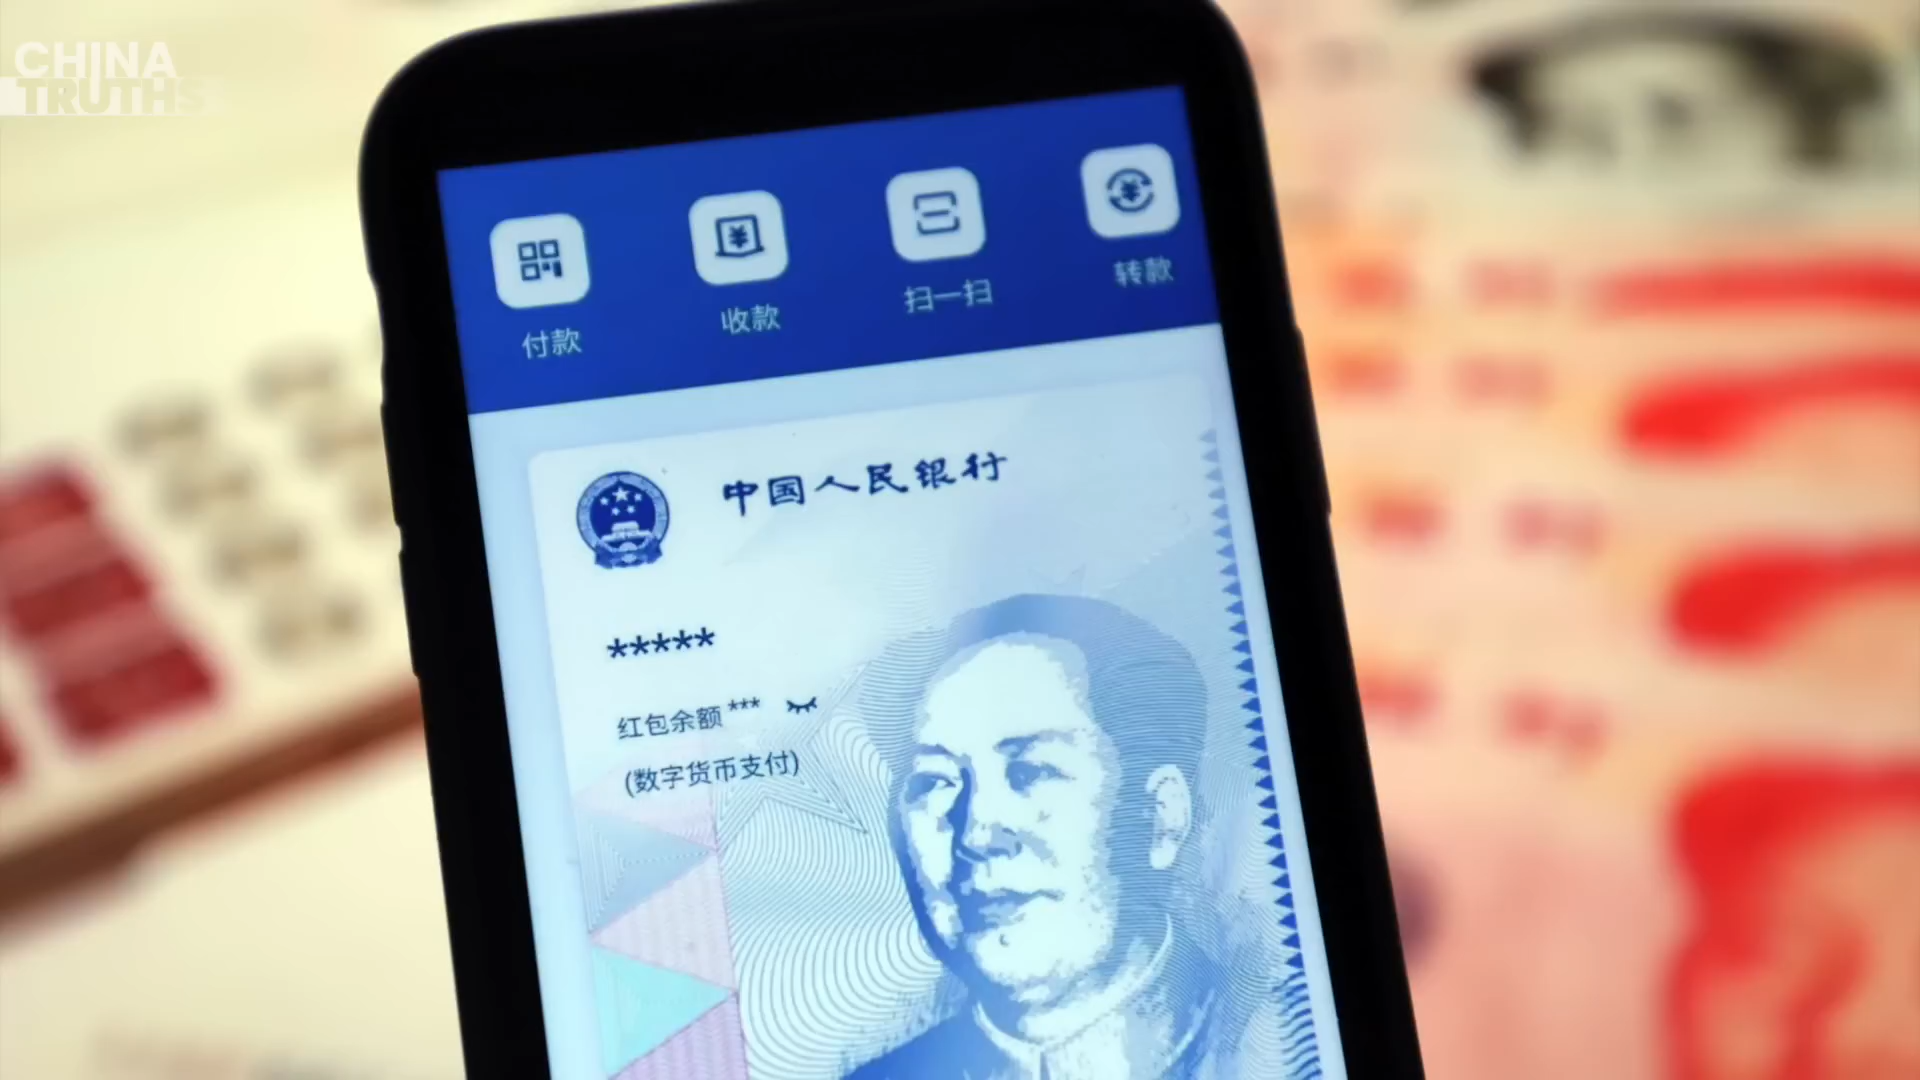 CHINA
TRUTHS
付款
收款
扫一扫
转款
中国人民银行
*****
红包余额 ***
(数字货币支付)